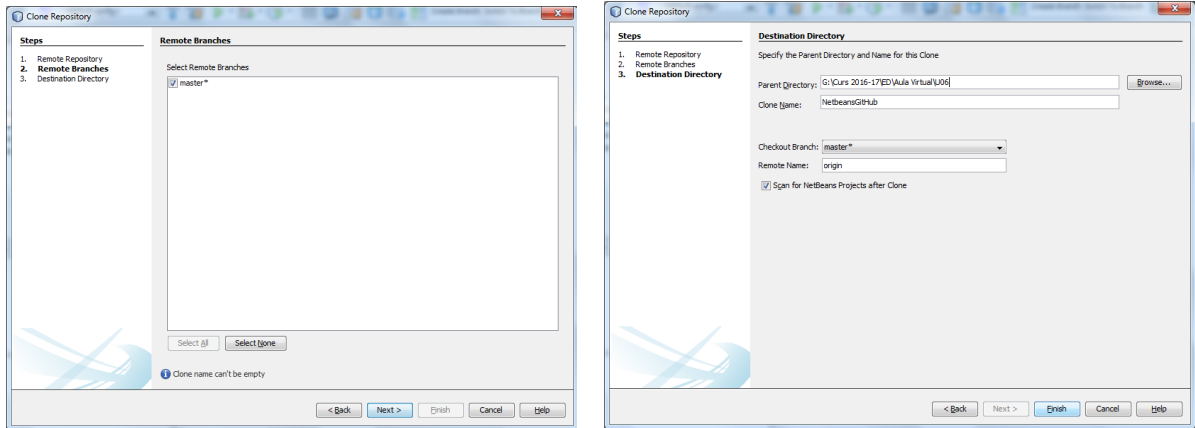 Clone Repository
Steps
1. Remote Repository
2. Remote Branches
3. Destination Directory
Remote Branches
Select Remote Branches
master*
Select All
Select None
Clone name can't be empty
< Back
Next >
Finish
Cancel
Help
Clone Repository
Steps
1. Remote Repository
2. Remote Branches
3. Destination Directory
Destination Directory
Specify the Parent Directory and Name for this Clone
Parent Directory: G:\Curs 2016-17\ED\Aula Virtual\U06
Browse...
Clone Name: NetbeansGitHub
Checkout Branch: master*
Remote Name: origin
Scan for NetBeans Projects after Clone
< Back
Next >
Finish
Cancel
Help